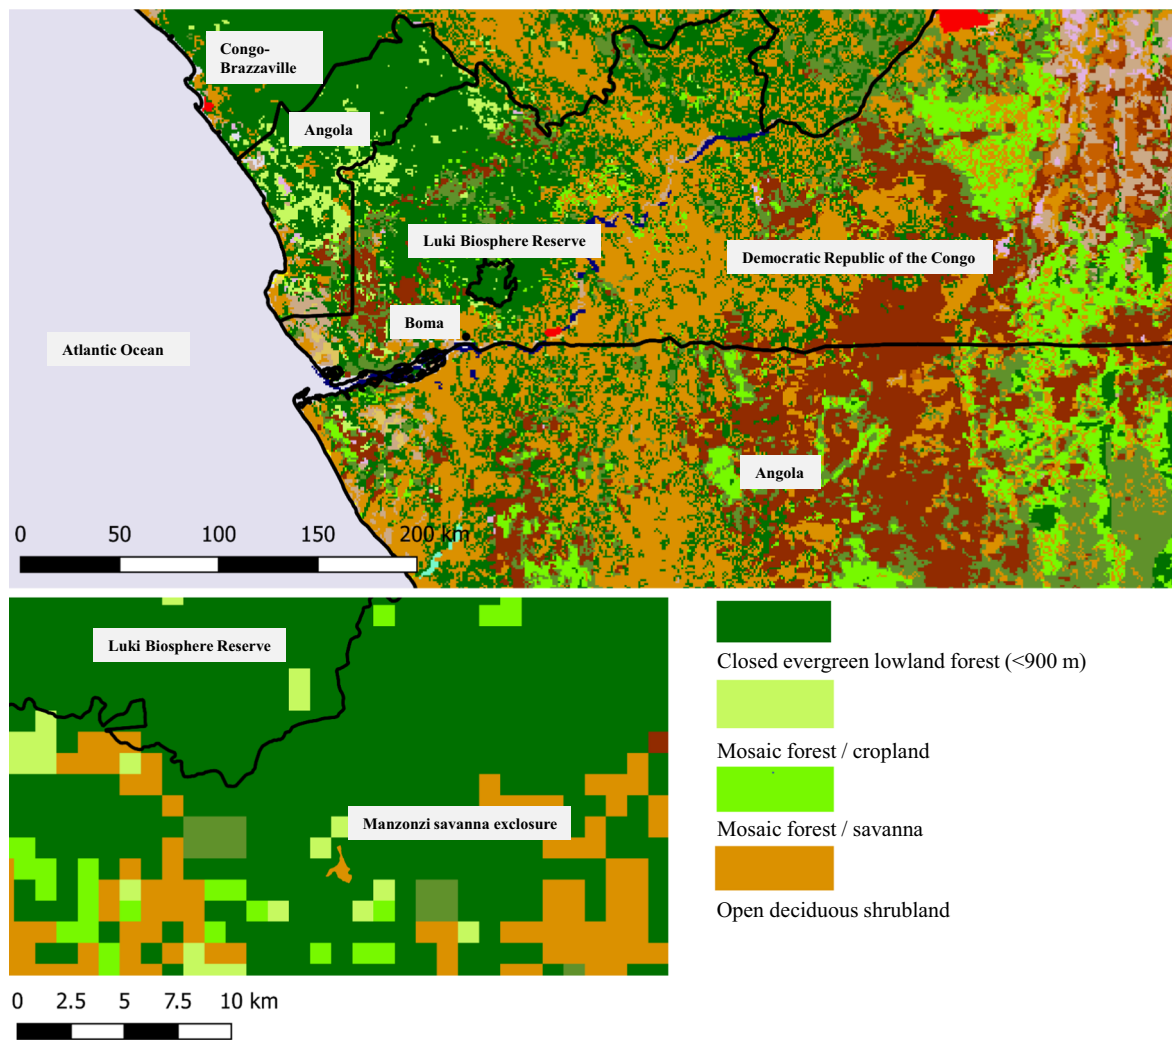 Congo-
Brazzaville
Angola
Luki Biosphere Reserve
Democratic Republic of the Congo
Boma
Atlantic Ocean
Angola
0 50 100 150 200 km
Luki Biosphere Reserve
Manzonzi savanna exclosure
0 2.5 5 7.5 10 km
Closed evergreen lowland forest (<900 m)
Mosaic forest / cropland
Mosaic forest / savanna
Open deciduous shrubland